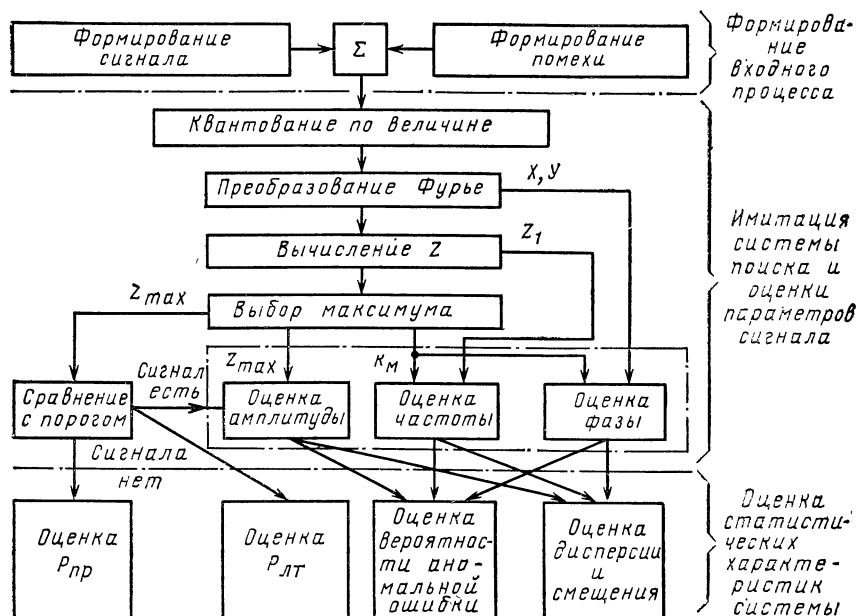 Формирование
сигнала
Σ
Формирование
помехи
Формирова-
ние
входного
процесса
Квантование по величине
Преобразование Фурье
X,У
Вычисление Z
Z1
Имитация
системы
поиска и
оценки
параметров
сигнала
Zmax
Выбор максимума
Сигнал
есть
Zmax
Kм
Сравнение
с порогом
Оценка
амплитуды
Оценка
частоты
Оценка
фазы
Сигнала
нет
Оценка
Pпр
Оценка
Pлт
Оценка
вероятнос-
ти ано-
мальной
ошибки
Оценка
дисперсии
и
смещения
Оценка
статисти-
ческих
характе-
ристик
системы